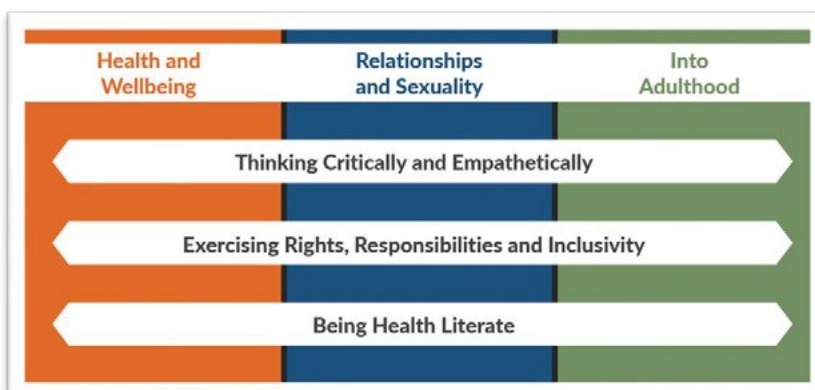 Health and
Wellbeing
Relationships
and Sexuality
Into
Adulthood
Thinking Critically and Empathetically
Exercising Rights, Responsibilities and Inclusivity
Being Health Literate